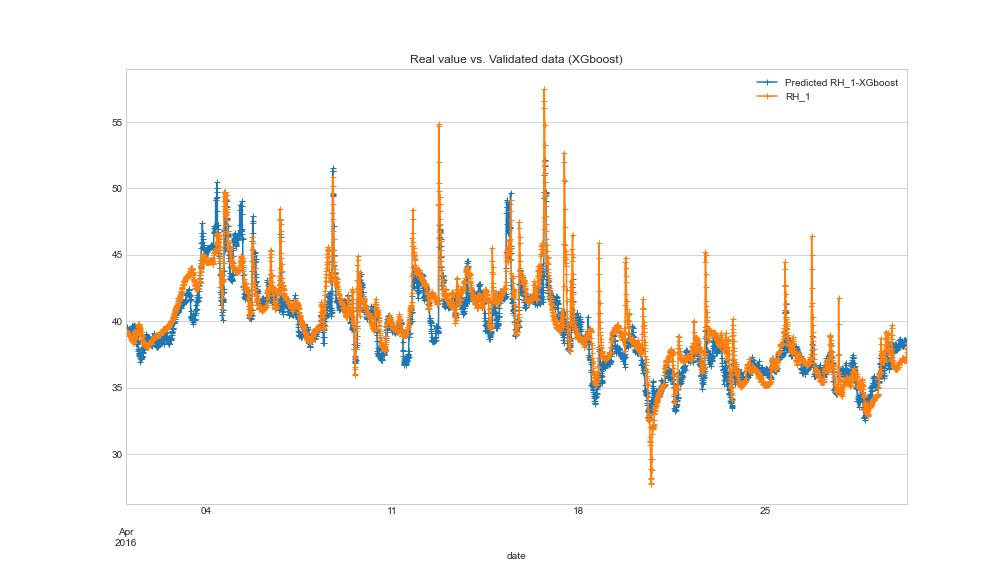 Real value vs. Validated data (XGboost)
Predicted RH_1-XGboost
RH_1
55
50
45
40
35
30
04
11
18
25
Apr
2016
date